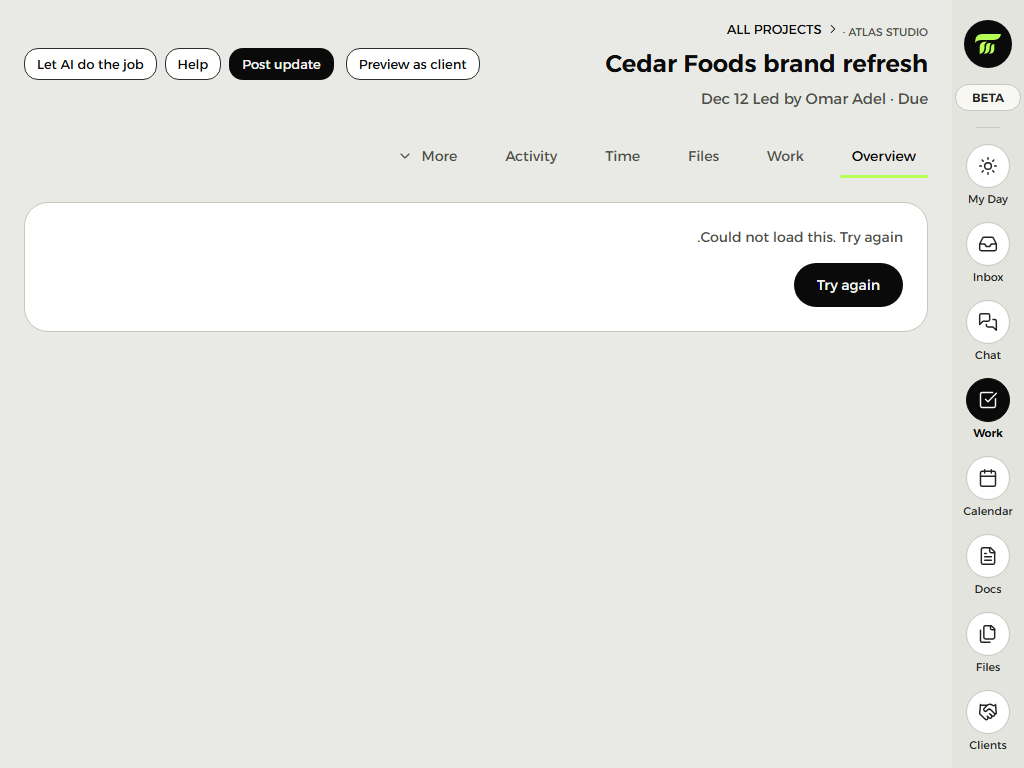 ALL PROJECTS > · ATLAS STUDIO
Cedar Foods brand refresh
Dec 12 Led by Omar Adel · Due
Let AI do the job
Help
Post update
Preview as client
More
Activity
Time
Files
Work
Overview
.Could not load this. Try again
Try again
BETA
My Day
Inbox
Chat
Work
Calendar
Docs
Files
Clients